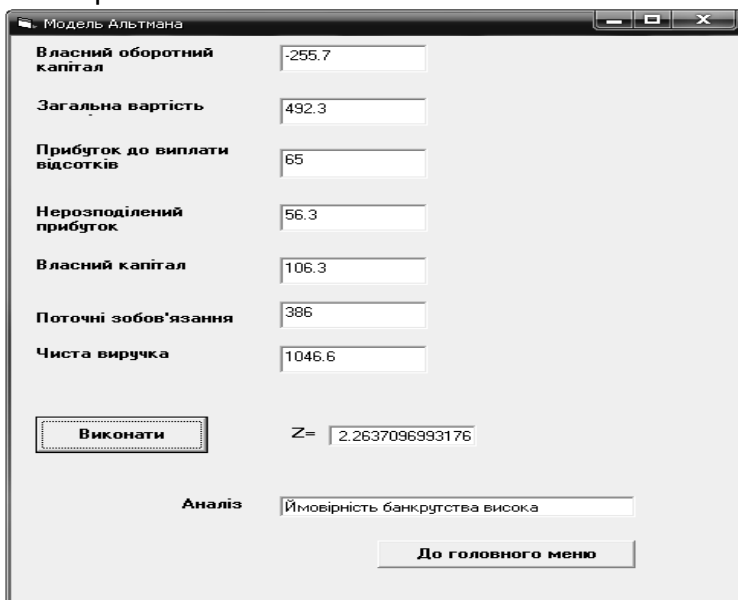 Модель Альтмана
Власний оборотний
капітал
-255.7
Загальна вартість
492.3
Прибуток до виплати
відсотків
65
Нерозподілений
прибуток
56.3
Власний капітал
106.3
Поточні зобов'язання
386
Чиста виручка
1046.6
Виконати
Z=
2.2637096993176
Аналіз
Ймовірність банкрутства висока
До головного меню